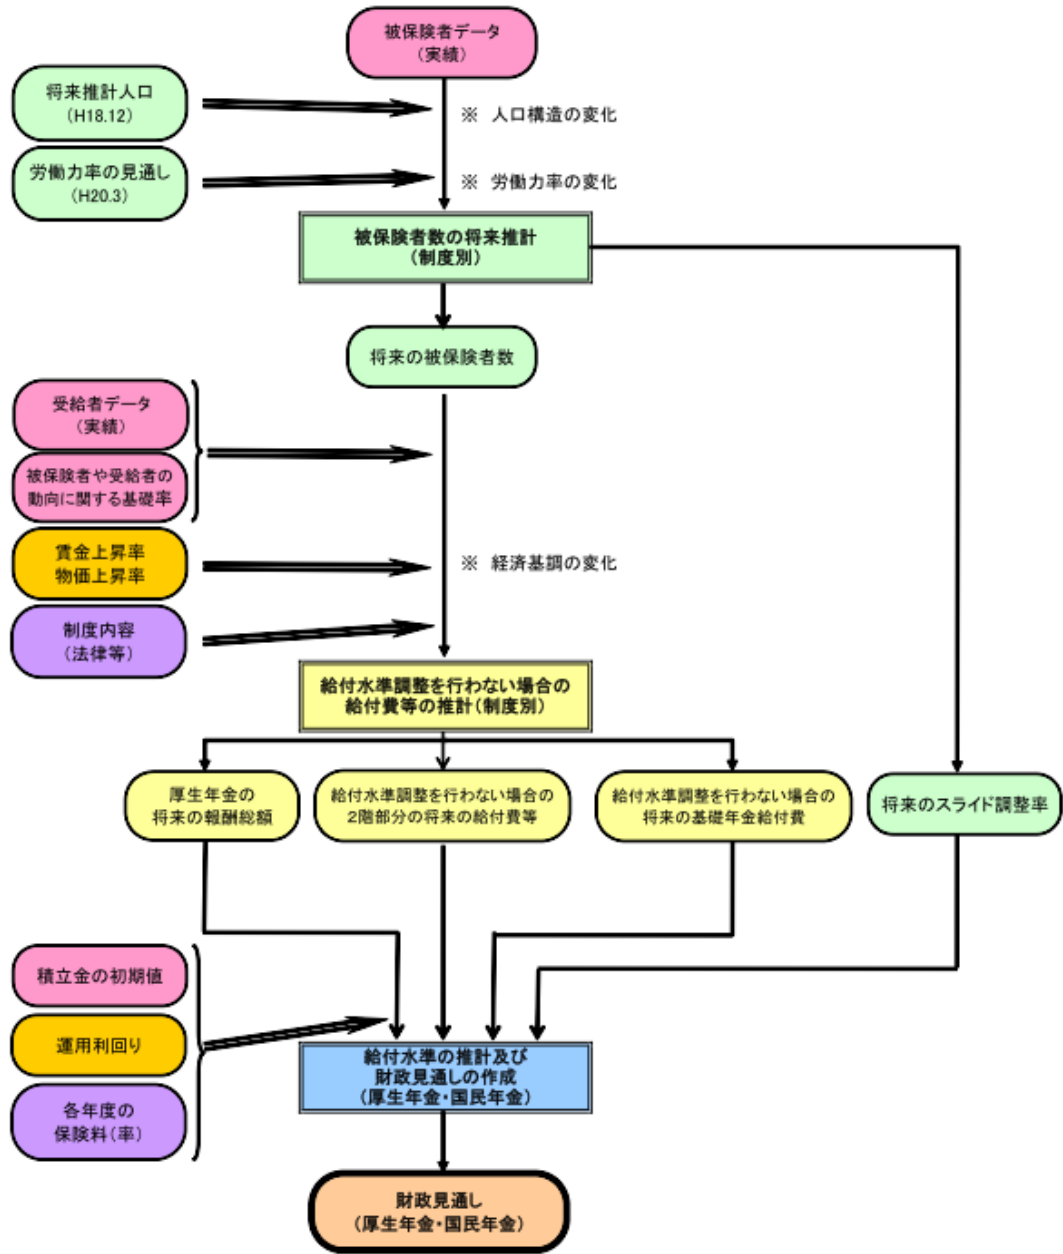 被保険者データ
（実績）
将来推計人口
（H18.12）
※ 人口構造の変化
労働力率の見通し
（H20.3）
※ 労働力率の変化
被保険者数の将来推計
（制度別）
将来の被保険者数
受給者データ
（実績）
被保険者や受給者の
動向に関する基礎率
賃金上昇率
物価上昇率
※ 経済基調の変化
制度内容
（法律等）
給付水準調整を行わない場合の
給付費等の推計（制度別）
厚生年金の
将来の報酬総額
給付水準調整を行わない場合の
2階部分の将来の給付費等
給付水準調整を行わない場合の
将来の基礎年金給付費
将来のスライド調整率
積立金の初期値
運用利回り
各年度の
保険料（率）
給付水準の推計及び
財政見通しの作成
（厚生年金・国民年金）
財政見通し
（厚生年金・国民年金）